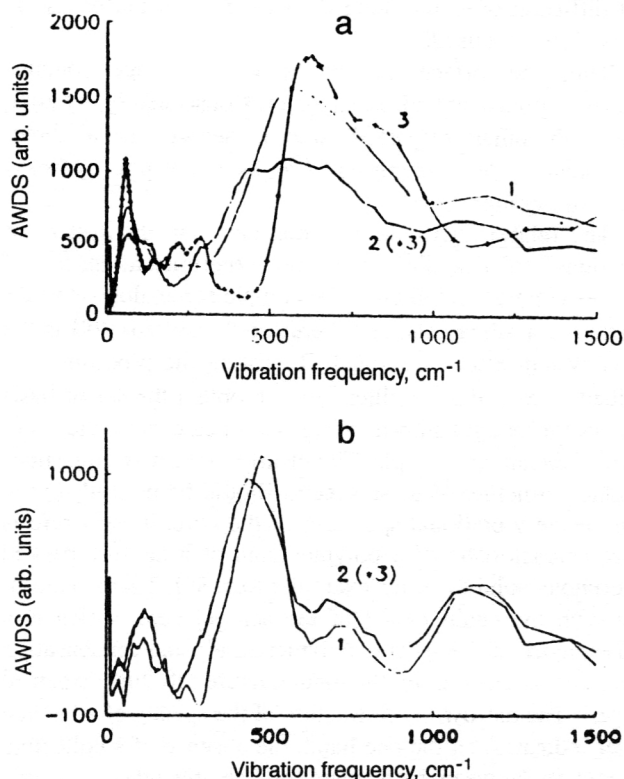 a
2000
1500
1000
500
0
AWDS (arb. units)
3
1
2 (+3)
0 500 1000 1500
Vibration frequency, cm⁻¹
b
1000
-100
AWDS (arb. units)
2 (+3)
1
0 500 1000 1500
Vibration frequency, cm⁻¹